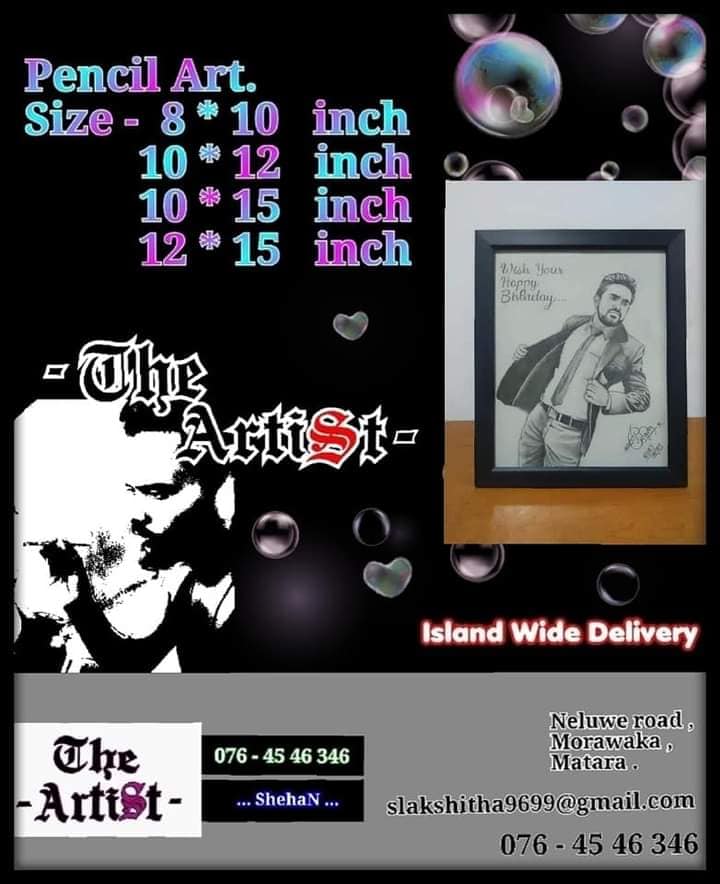 Pencil Art.
Size - 8 * 10 inch
10 * 12 inch
10 * 15 inch
12 * 15 inch
Wish Your
Happy
Birthday...
- The
ArtiSt -
Island Wide Delivery
The
- ArtiSt -
076 - 45 46 346
... ShehaN ...
Neluwe road ,
Morawaka ,
Matara .
slakshitha9699@gmail.com
076 - 45 46 346